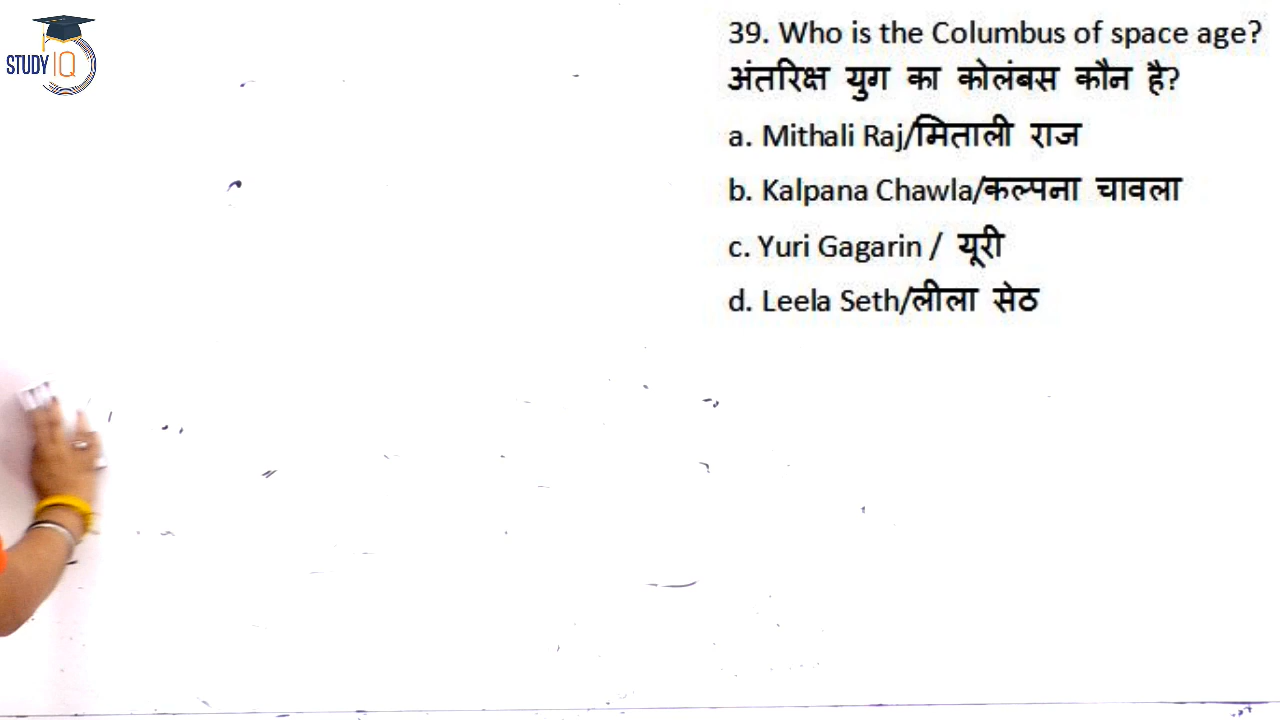 STUDY IQ
39. Who is the Columbus of space age?
अंतरिक्ष युग का कोलंबस कौन है?
a. Mithali Raj/मिताली राज
b. Kalpana Chawla/कल्पना चावला
c. Yuri Gagarin / यूरी
d. Leela Seth/लीला सेठ